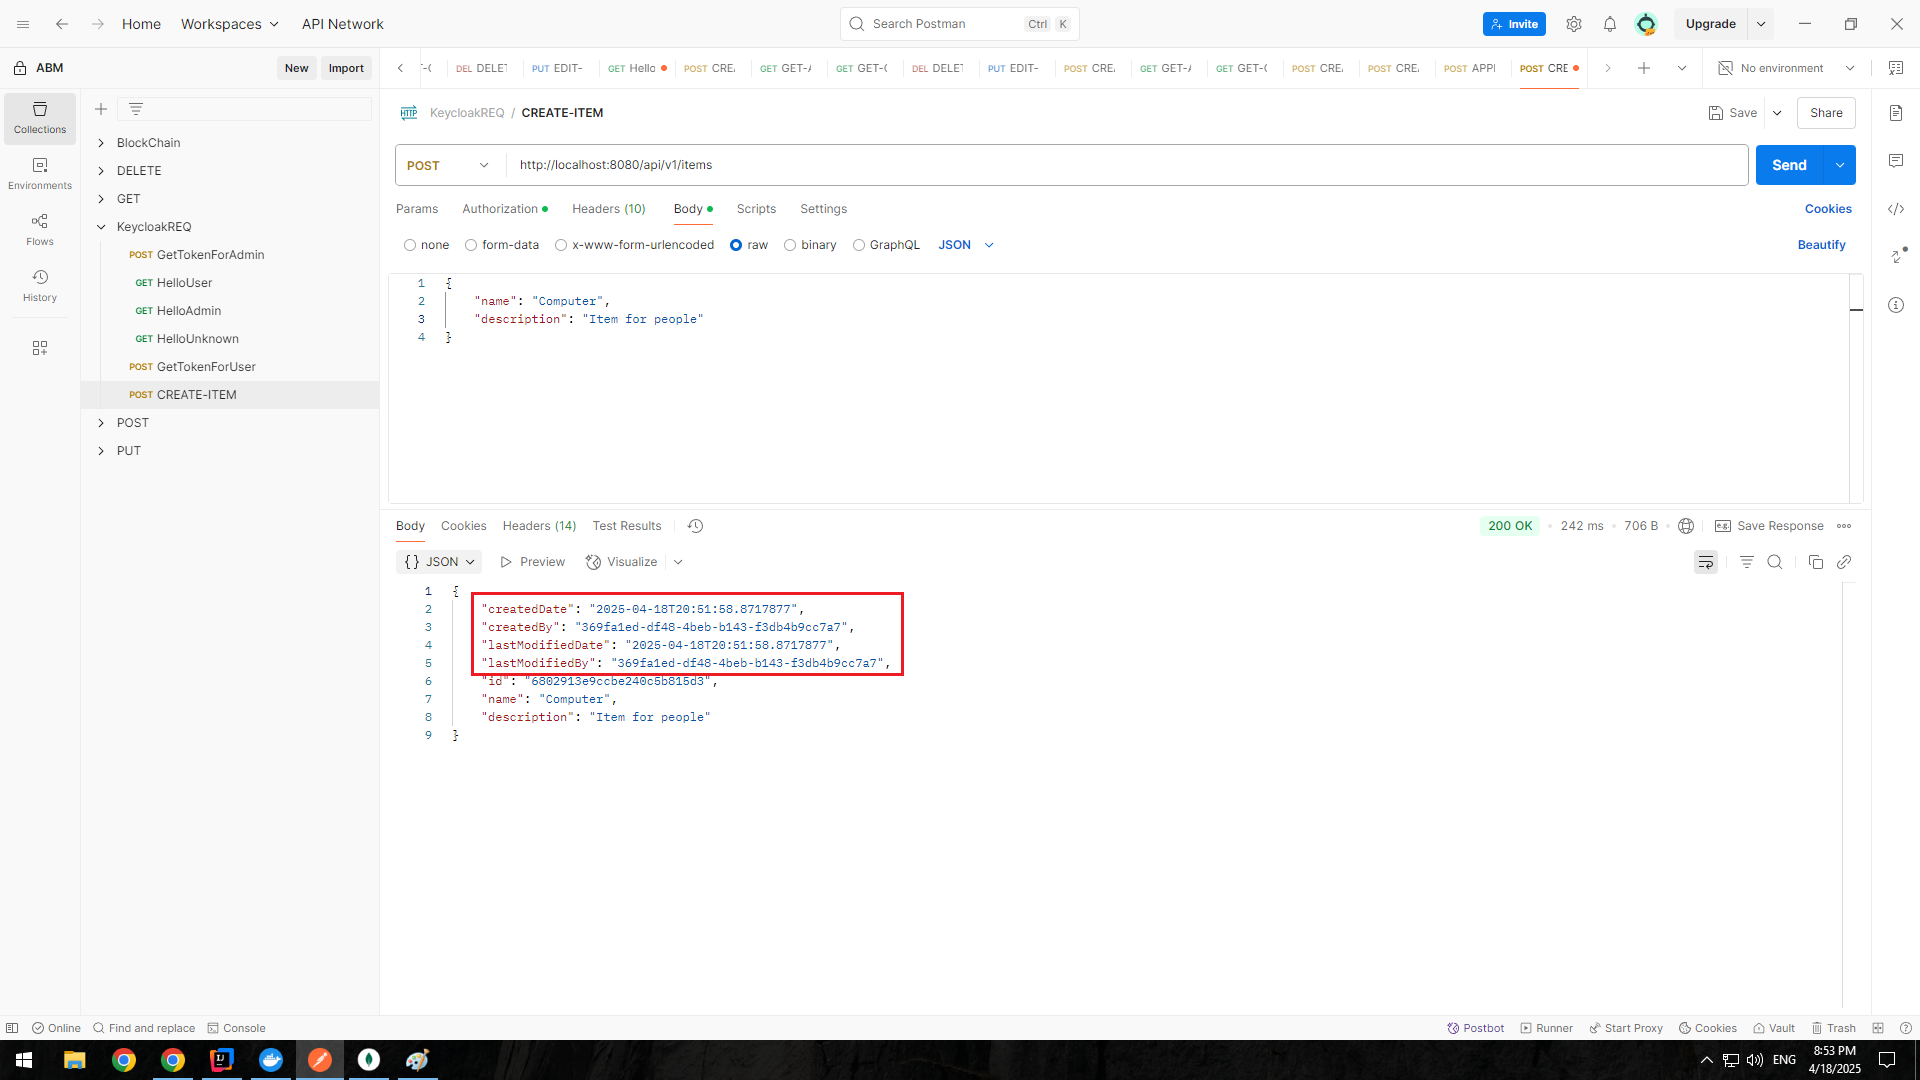 Home Workspaces API Network Search Postman Ctrl K Invite Upgrade
ABM New Import DEL DELET PUT EDIT- GET Hello POST CRE GET GET-A GET GET-C DEL DELET PUT EDIT- POST CRE GET GET-A GET GET-C POST CRE POST CRE POST APPI POST CRE No environment
Collections
Environments
Flows
History
BlockChain
DELETE
GET
KeycloakREQ
POST GetTokenForAdmin
GET HelloUser
GET HelloAdmin
GET HelloUnknown
POST GetTokenForUser
POST CREATE-ITEM
POST
PUT
HTTP KeycloakREQ / CREATE-ITEM Save Share
POST http://localhost:8080/api/v1/items Send
Params Authorization Headers (10) Body Scripts Settings Cookies
none form-data x-www-form-urlencoded raw binary GraphQL JSON Beautify
1 {
2 "name": "Computer",
3 "description": "Item for people"
4 }
Body Cookies Headers (14) Test Results 200 OK • 242 ms • 706 B • e.g. Save Response
{} JSON Preview Visualize
1 {
2 "createdDate": "2025-04-18T20:51:58.8717877",
3 "createdBy": "369fa1ed-df48-4beb-b143-f3db4b9cc7a7",
4 "lastModifiedDate": "2025-04-18T20:51:58.8717877",
5 "lastModifiedBy": "369fa1ed-df48-4beb-b143-f3db4b9cc7a7",
6 "id": "6802913e9ccbe240c5b815d3",
7 "name": "Computer",
8 "description": "Item for people"
9 }
Online Find and replace Console Postbot Runner Start Proxy Cookies Vault Trash
ENG 8:53 PM
4/18/2025